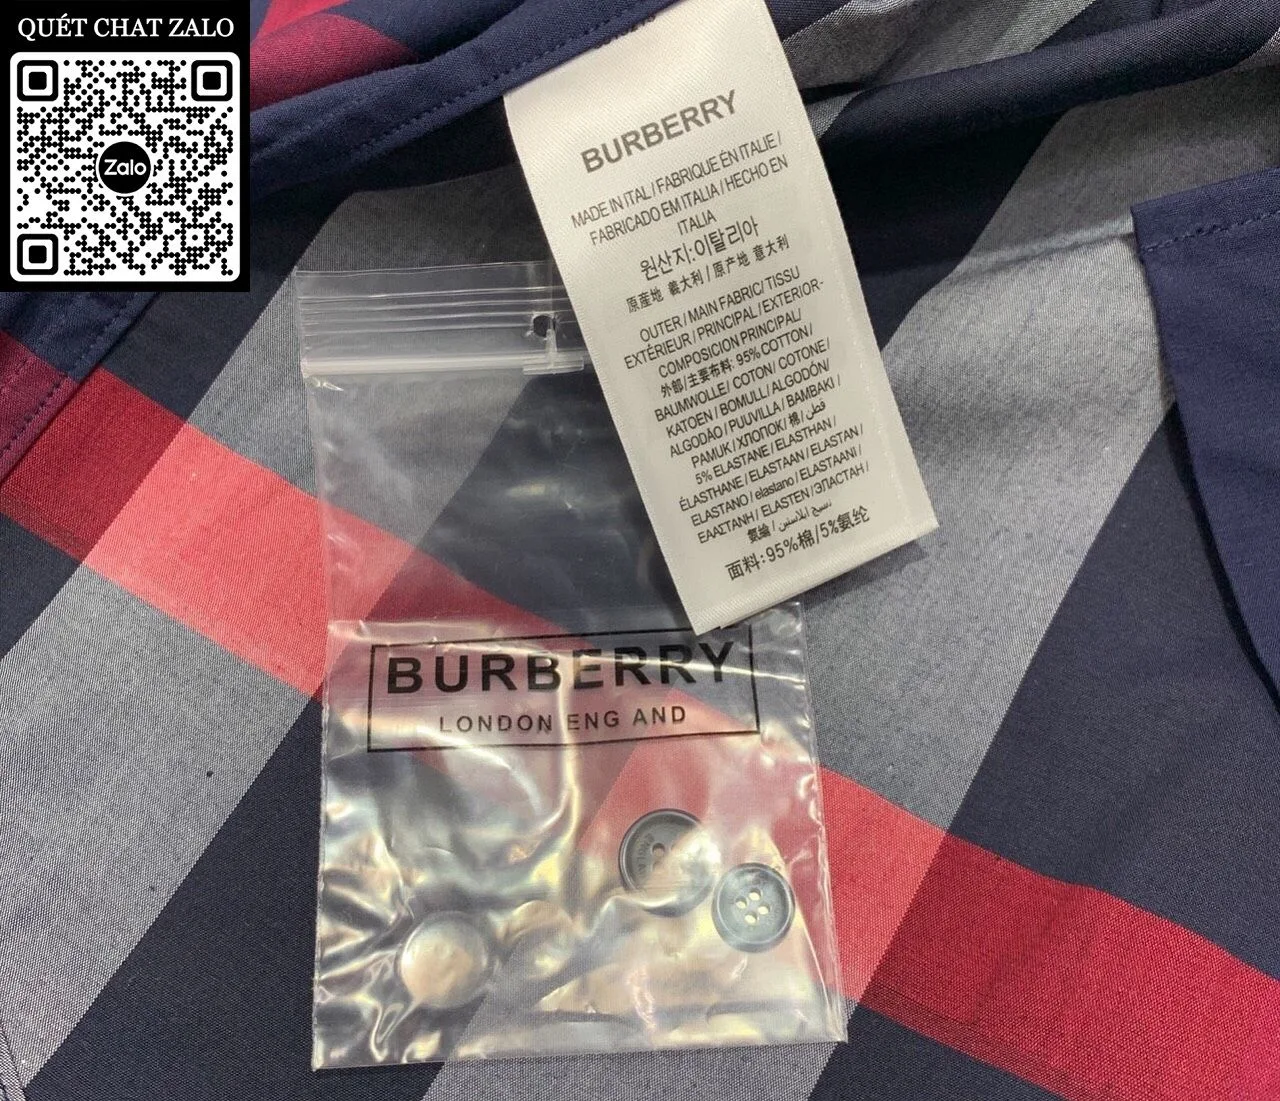 QUÉT CHAT ZALO
Zalo
BURBERRY
MADE IN ITAL / FABRIQUE EN ITALIE /
FABRICADO EM ITALIA / HECHO EN
ITALIA
원산지:이탈리아
原産地 義大利 / 原产地 意大利
OUTER / MAIN FABRIC/ TISSU
EXTÉRIEUR / PRINCIPAL / EXTERIOR-
COMPOSICION PRINCIPAL/
外部/主要布料: 95% COTTON /
BAUMWOLLE / COTON / COTONE /
KATOEN / BOMULL / ALGODÓN/
ALGODÃO / PUUVILLA / BAMBAKI /
PAMUK / ХЛОПОК/ 棉 / قطن
5% ELASTANE / ELASTHAN /
ÉLASTHANE / ELASTAAN / ELASTAN /
ELASTANO / elastano / ELASTAANI /
ΕΛΑΣΤΑΝΗ / ELASTEN / ЭЛАСТАН /
氨綸 /
面料: 95%棉/5%氨纶
BURBERRY
LONDON ENG AND